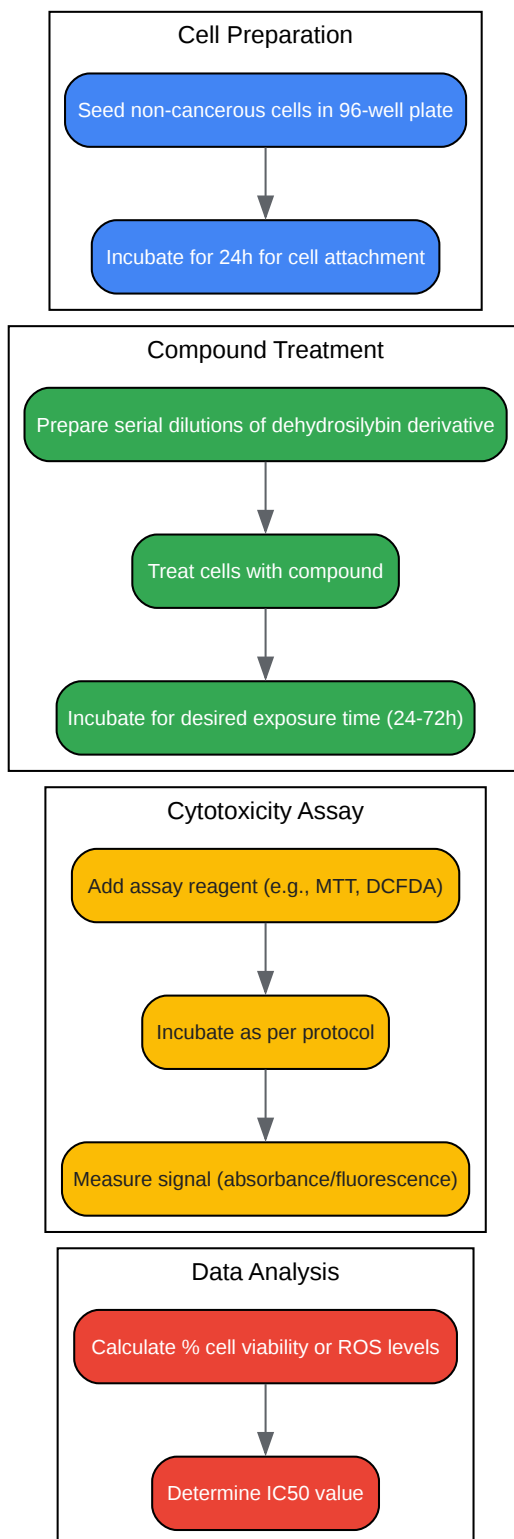 Cell Preparation
Seed non-cancerous cells in 96-well plate
Incubate for 24h for cell attachment
Compound Treatment
Prepare serial dilutions of dehydrosilybin derivative
Treat cells with compound
Incubate for desired exposure time (24-72h)
Cytotoxicity Assay
Add assay reagent (e.g., MTT, DCFDA)
Incubate as per protocol
Measure signal (absorbance/fluorescence)
Data Analysis
Calculate % cell viability or ROS levels
Determine IC50 value